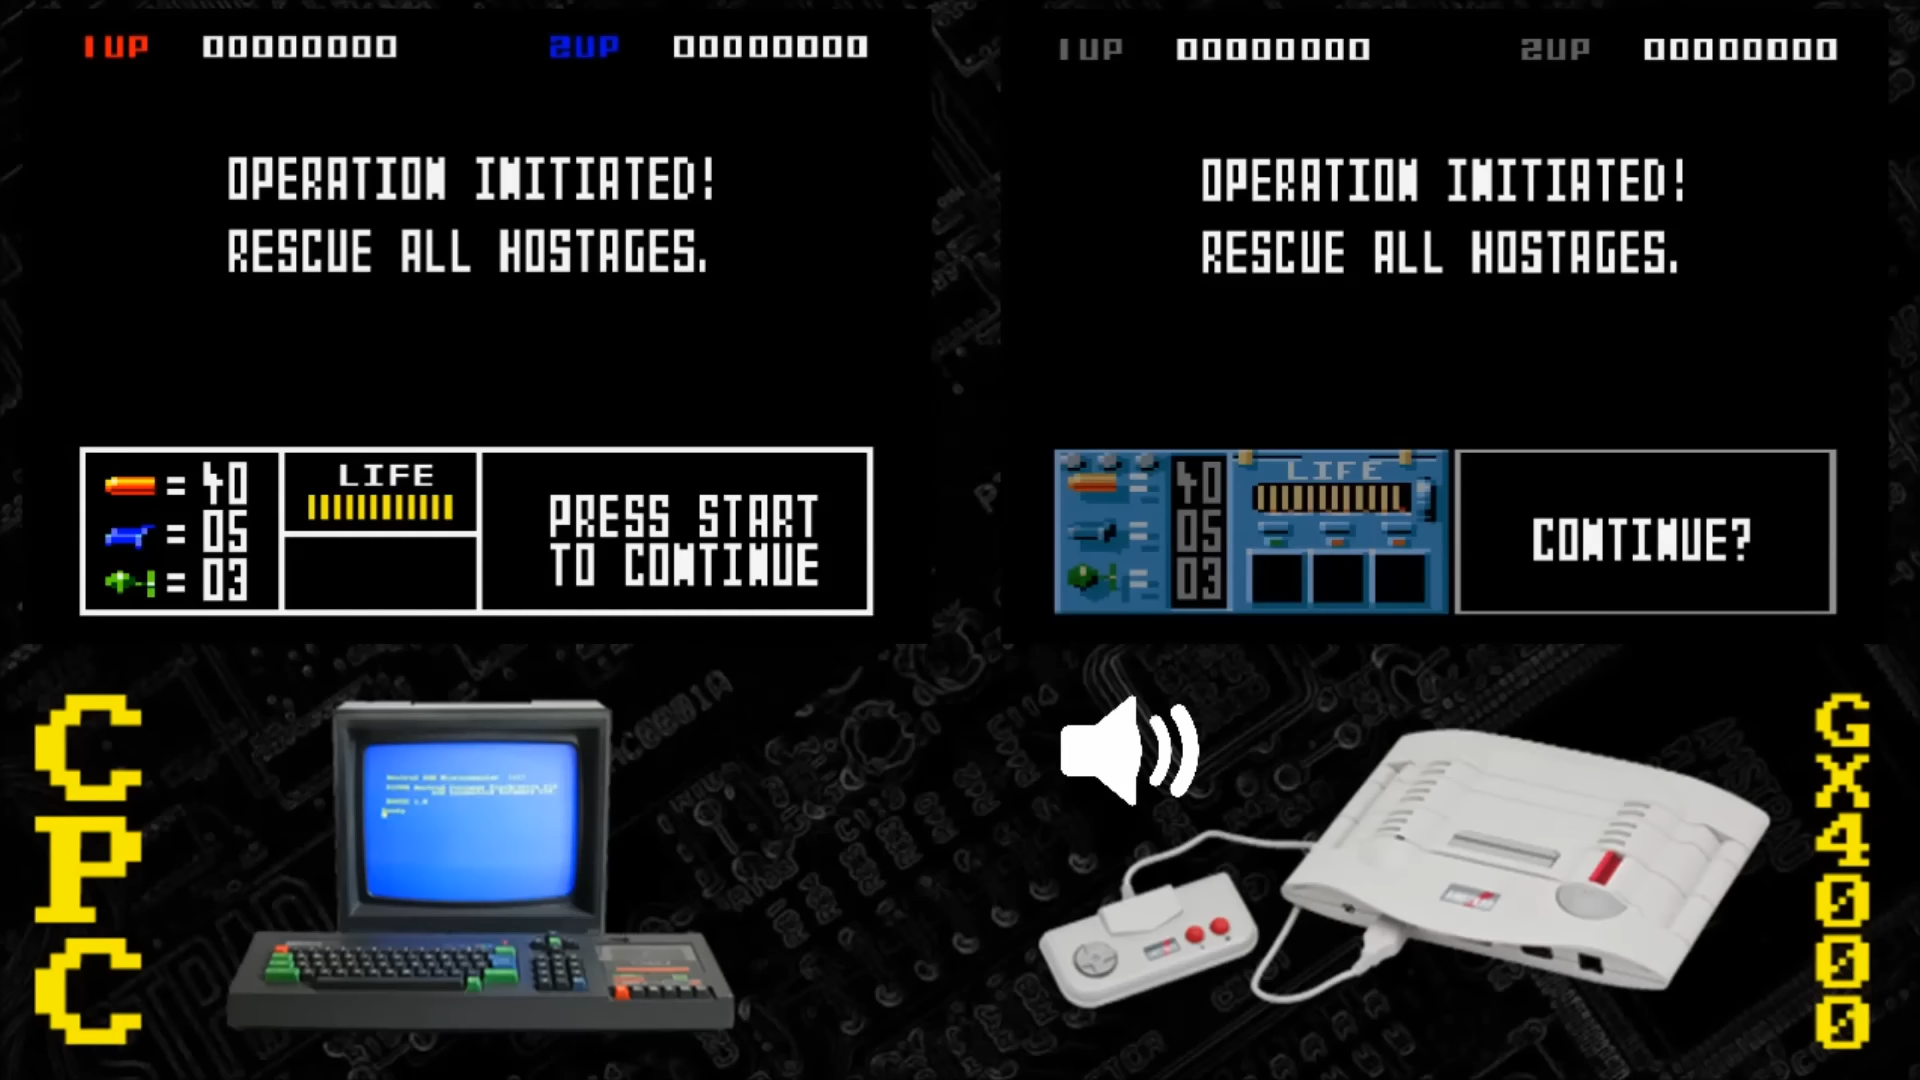 1UP 00000000 2UP 00000000
OPERATION INITIATED!
RESCUE ALL HOSTAGES.
= 40
= 05
= 03
LIFE
PRESS START
TO CONTINUE
1UP 00000000 2UP 00000000
OPERATION INITIATED!
RESCUE ALL HOSTAGES.
= 40
= 05
= 03
LIFE
CONTINUE?
CPC
GX4000